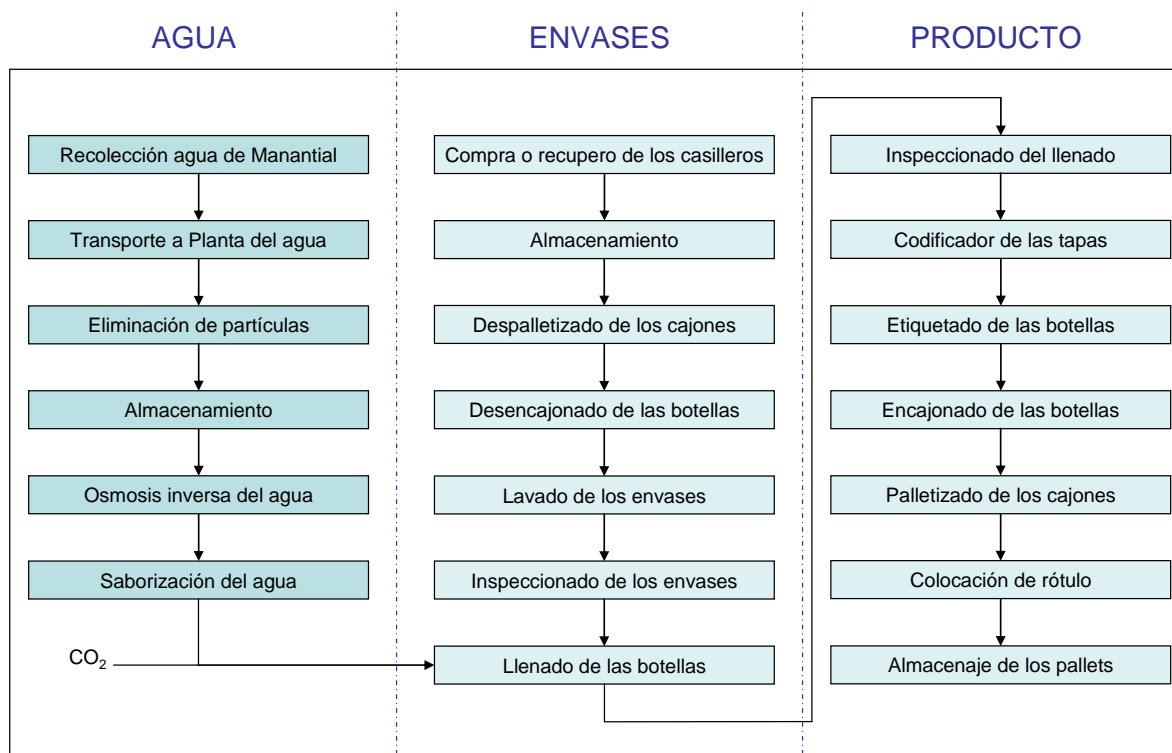 AGUA
Recolección agua de Manantial
Transporte a Planta del agua
Eliminación de partículas
Almacenamiento
Osmosis inversa del agua
Saborización del agua
CO₂
ENVASES
Compra o recupero de los casilleros
Almacenamiento
Despalletizado de los cajones
Desencajonado de las botellas
Lavado de los envases
Inspeccionado de los envases
Llenado de las botellas
PRODUCTO
Inspeccionado del llenado
Codificador de las tapas
Etiquetado de las botellas
Encajonado de las botellas
Palletizado de los cajones
Colocación de rótulo
Almacenaje de los pallets